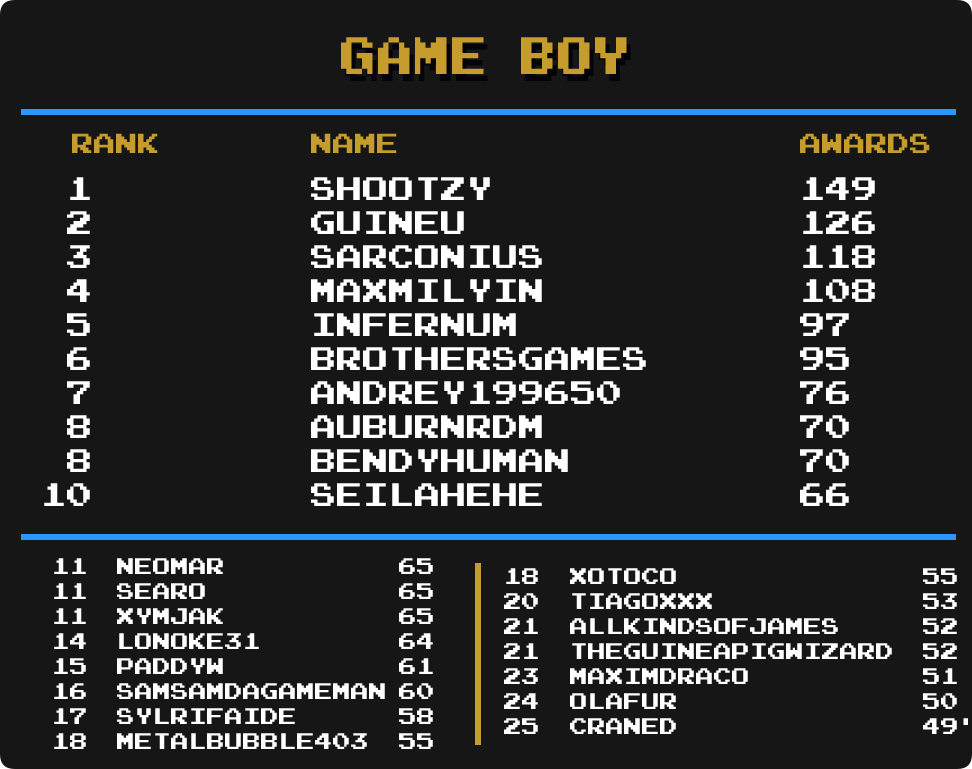 GAME BOY
RANK NAME AWARDS
1 SHOOTZY 149
2 GUINEU 126
3 SARCONIUS 118
4 MAXMILYIN 108
5 INFERNUM 97
6 BROTHERSGAMES 95
7 ANDREY199650 76
8 AUBURNRDM 70
8 BENDYHUMAN 70
10 SEILAHEHE 66
11 NEOMAR 65
11 SEARO 65
11 XYMJAK 65
14 LONOKE31 64
15 PADDYW 61
16 SAMSAMDAGAMEMAN 60
17 SYLRIFAIDE 58
18 METALBUBBLE403 55
18 XOTOCO 55
20 TIAGOXXX 53
21 ALLKINDSOFJAMES 52
21 THEGUINEAPIGWIZARD 52
23 MAXIMDRACO 51
24 OLAFUR 50
25 CRANED 49'